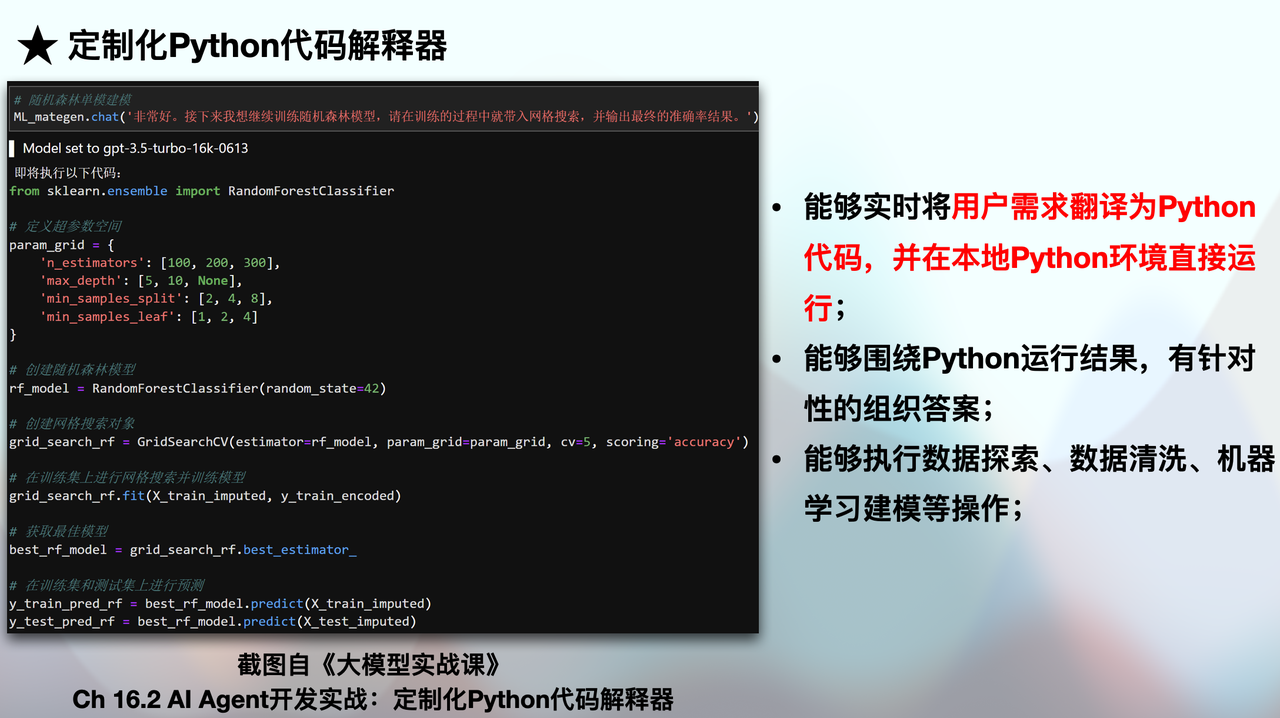 ★ 定制化Python代码解释器
# 随机森林单模建模
ML_mategen.chat('非常好。接下来我想继续训练随机森林模型，请在训练的过程中就带入网格搜索，并输出最终的准确率结果。')
Model set to gpt-3.5-turbo-16k-0613
即将执行以下代码：
from sklearn.ensemble import RandomForestClassifier
# 定义超参数空间
param_grid = {
    'n_estimators': [100, 200, 300],
    'max_depth': [5, 10, None],
    'min_samples_split': [2, 4, 8],
    'min_samples_leaf': [1, 2, 4]
}
# 创建随机森林模型
rf_model = RandomForestClassifier(random_state=42)
# 创建网格搜索对象
grid_search_rf = GridSearchCV(estimator=rf_model, param_grid=param_grid, cv=5, scoring='accuracy')
# 在训练集上进行网格搜索并训练模型
grid_search_rf.fit(X_train_imputed, y_train_encoded)
# 获取最佳模型
best_rf_model = grid_search_rf.best_estimator_
# 在训练集和测试集上进行预测
y_train_pred_rf = best_rf_model.predict(X_train_imputed)
y_test_pred_rf = best_rf_model.predict(X_test_imputed)
截图自《大模型实战课》
Ch 16.2 AI Agent开发实战：定制化Python代码解释器
• 能够实时将用户需求翻译为Python
代码，并在本地Python环境直接运
行；
• 能够围绕Python运行结果，有针对
性的组织答案；
• 能够执行数据探索、数据清洗、机器
学习建模等操作；